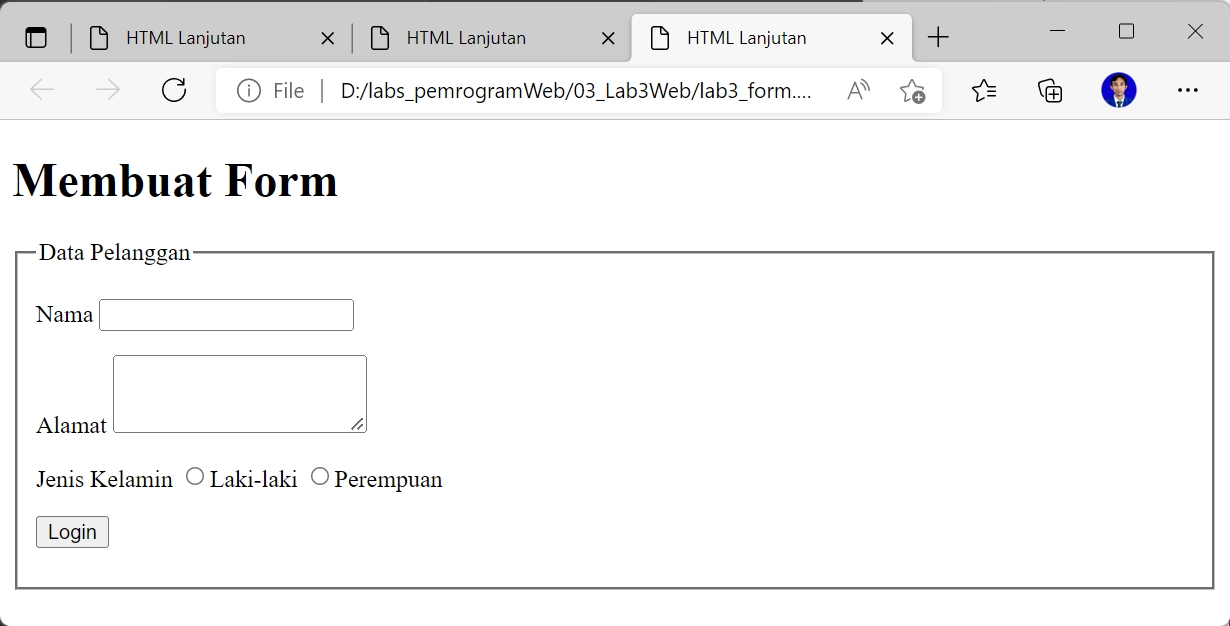 HTML Lanjutan HTML Lanjutan HTML Lanjutan
File D:/labs_pemrogramWeb/03_Lab3Web/lab3_form....
Membuat Form
Data Pelanggan
Nama
Alamat
Jenis Kelamin Laki-laki Perempuan
Login